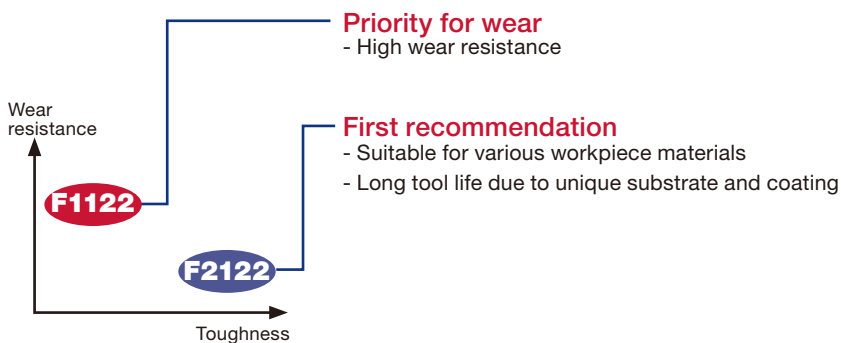 Priority for wear
- High wear resistance
Wear
resistance
First recommendation
- Suitable for various workpiece materials
- Long tool life due to unique substrate and coating
F1122
F2122
Toughness